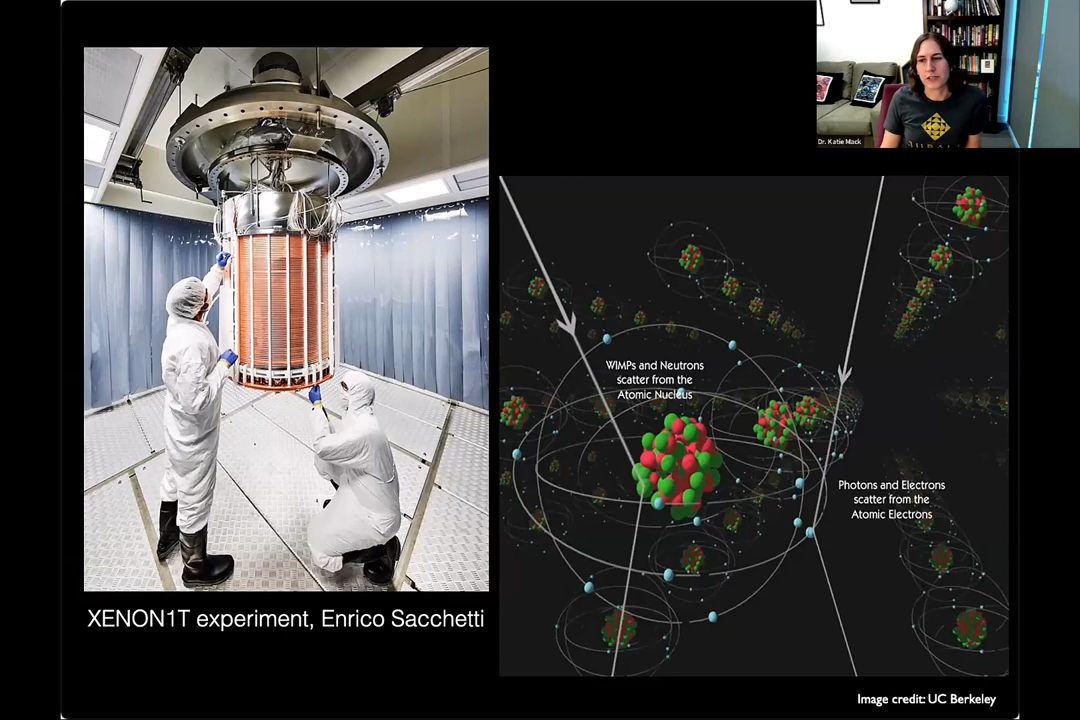 Dr. Katie Mack
WIMPs and Neutrons
scatter from the
Atomic Nucleus
Photons and Electrons
scatter from the
Atomic Electrons
XENON1T experiment, Enrico Sacchetti
Image credit: UC Berkeley